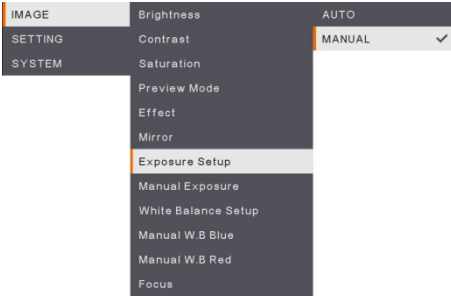 IMAGE
SETTING
SYSTEM
Brightness
Contrast
Saturation
Preview Mode
Effect
Mirror
Exposure Setup
Manual Exposure
White Balance Setup
Manual W.B Blue
Manual W.B Red
Focus
AUTO
MANUAL